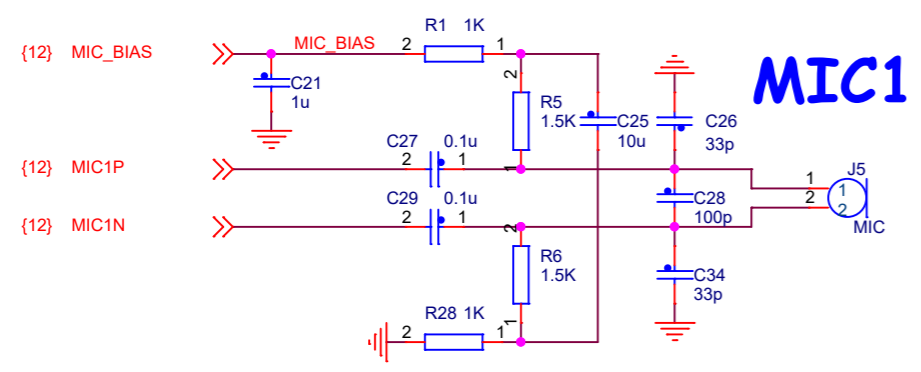 R1 1K
{12} MIC_BIAS
MIC_BIAS
2 1
MIC1
C21
1u
2
R5
1.5K
C25
10u
C26
33p
C27 0.1u
{12} MIC1P
2 1
1
J5
1
2
1
2
MIC
C29 0.1u
C28
100p
{12} MIC1N
2 1
2
R6
1.5K
C34
33p
R28 1K
2 1
1